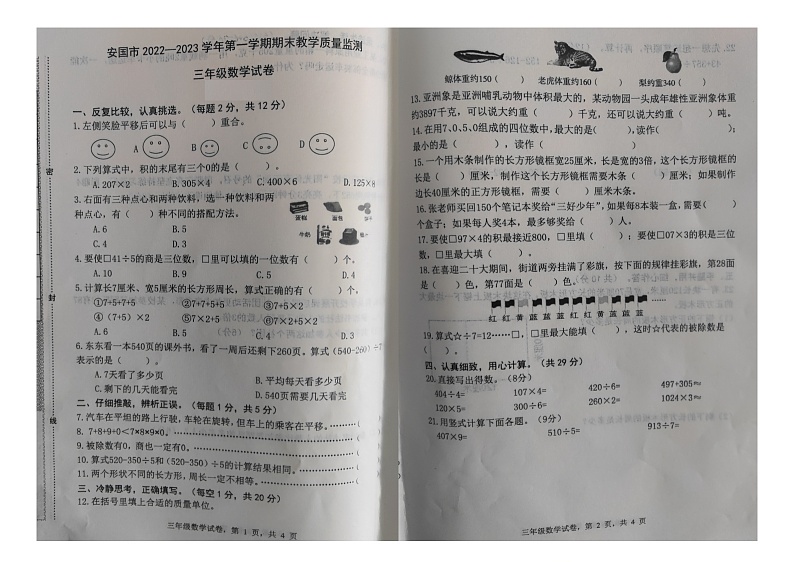 安国市 2022—2023 学年第一学期期末教学质量监测
三年级数学试卷
一、反复比较，认真挑选。（每题 2 分，共 12 分）
1.左侧笑脸平移后可以与（　　）重合。
A　B　C　D
2.下列算式中，积的末尾有三个0的是（　　）。
A.207×2　B.305×4　C.400×6　D.125×8
3.右面有三种点心和两种饮料，选一种饮料和两
种点心，有（　　）种不同的搭配方法。
A.6　B.5
C.4　D.3
蛋糕　面包
牛奶
4.要使□41÷5的商是三位数，□里可以填的一位数有（　　）个。
A.10　B.9　C.5　D.4
5.计算长7厘米、宽5厘米的长方形周长，算式正确的有（　　）个。
①7+5+7+5　②7+7+5+5　③7+5×2
④（7+5）×2　⑤7×2+5　⑥7×2+5×2
A.6　B.5　C.4　D.3
6.东东看一本540页的课外书，看了一周后还剩下260页。算式（540-260）÷7
表示的是（　　）。
A.7天看了多少页　B.平均每天看多少页
C.剩下的几天能看完　D.540页需要几天看完
二、仔细推敲，辨析正误。（每题 1 分，共 5 分）
7.汽车在平坦的路上行驶，车轮在旋转，但车上的乘客在平移。………（
8. 7+8+9+0＜7×8×9×0。………（
9.被除数有0，商也一定有0。………（
10.算式520-350÷5和（520-350）÷5的计算结果相同。………（
11.两个形状不同的长方形，周长一定不相等。………（
三、冷静思考，正确填写。（每空 1 分，共 20 分）
12.在括号里填上合适的质量单位。
三年级数学试卷，第 1 页，共 4 页
密
封
线
鲸体重约150（　　）　老虎体重约160（　　）　梨约重340（　　）
13.亚洲象是亚洲哺乳动物中体积最大的，某动物园一头成年雄性亚洲象体重
约3897千克，可以说大约重（　　）千克，还可以说大约重（　　）吨。
14.在用7、0、5、0组成的四位数中，最大的是（　　），读作（　　）；
最小的是（　　），读作（　　）
15.一个用木条制作的长方形镜框宽25厘米，长是宽的3倍，这个长方形镜框的
长是（　　）厘米，制作这个长方形镜框需要木条（　　）厘米；如果制作
边长40厘米的正方形镜框，需要（　　）厘米木条。
16.张老师买回150个笔记本奖给“三好少年”，如果每8本装一盒，需要（　　）
个盒子；如果每人奖4本，最多够奖给（　　）人。
17.要使□97×4的积最接近800，□里填（　　）；要使□07×3的积是三位
数，□里最大填（　　）。
18.在喜迎二十大期间，街道两旁挂满了彩旗，按下面的规律挂彩旗，第28面
是（　　）色，第77面是（　　）色。
红 红 黄 蓝 蓝 蓝 红 红 黄 蓝 蓝 蓝
19.算式☆÷7=12……□，□里最大能填（　　），这时☆代表的被除数是
（　　）。
四、认真细致，用心计算。（共 29 分）
20.直接写出得数。（8分）
404÷4=　107×4=　420÷6=　497+305≈
120×5=　300÷6=　260×2=　1024×3≈
21.用竖式计算下面各题。（9分）
407×9=　510÷5=　913÷7=
三年级数学试卷，第 2 页，共 4 页